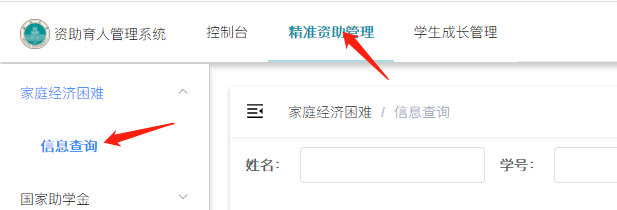 资助育人管理系统 控制台 精准资助管理 学生成长管理
家庭经济困难
家庭经济困难 / 信息查询
信息查询
姓名： 学号：
国家助学金